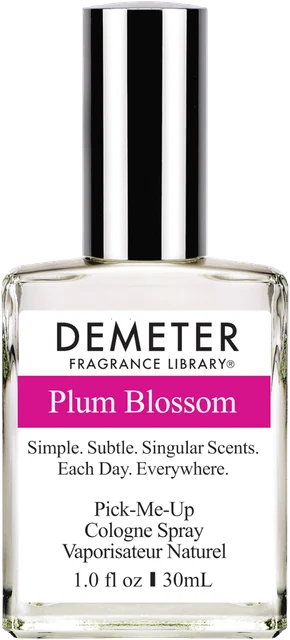 DEMETER
FRAGRANCE LIBRARY®
Plum Blossom
Simple. Subtle. Singular Scents.
Each Day. Everywhere.
Pick-Me-Up
Cologne Spray
Vaporisateur Naturel
1.0 fl oz ❚ 30mL